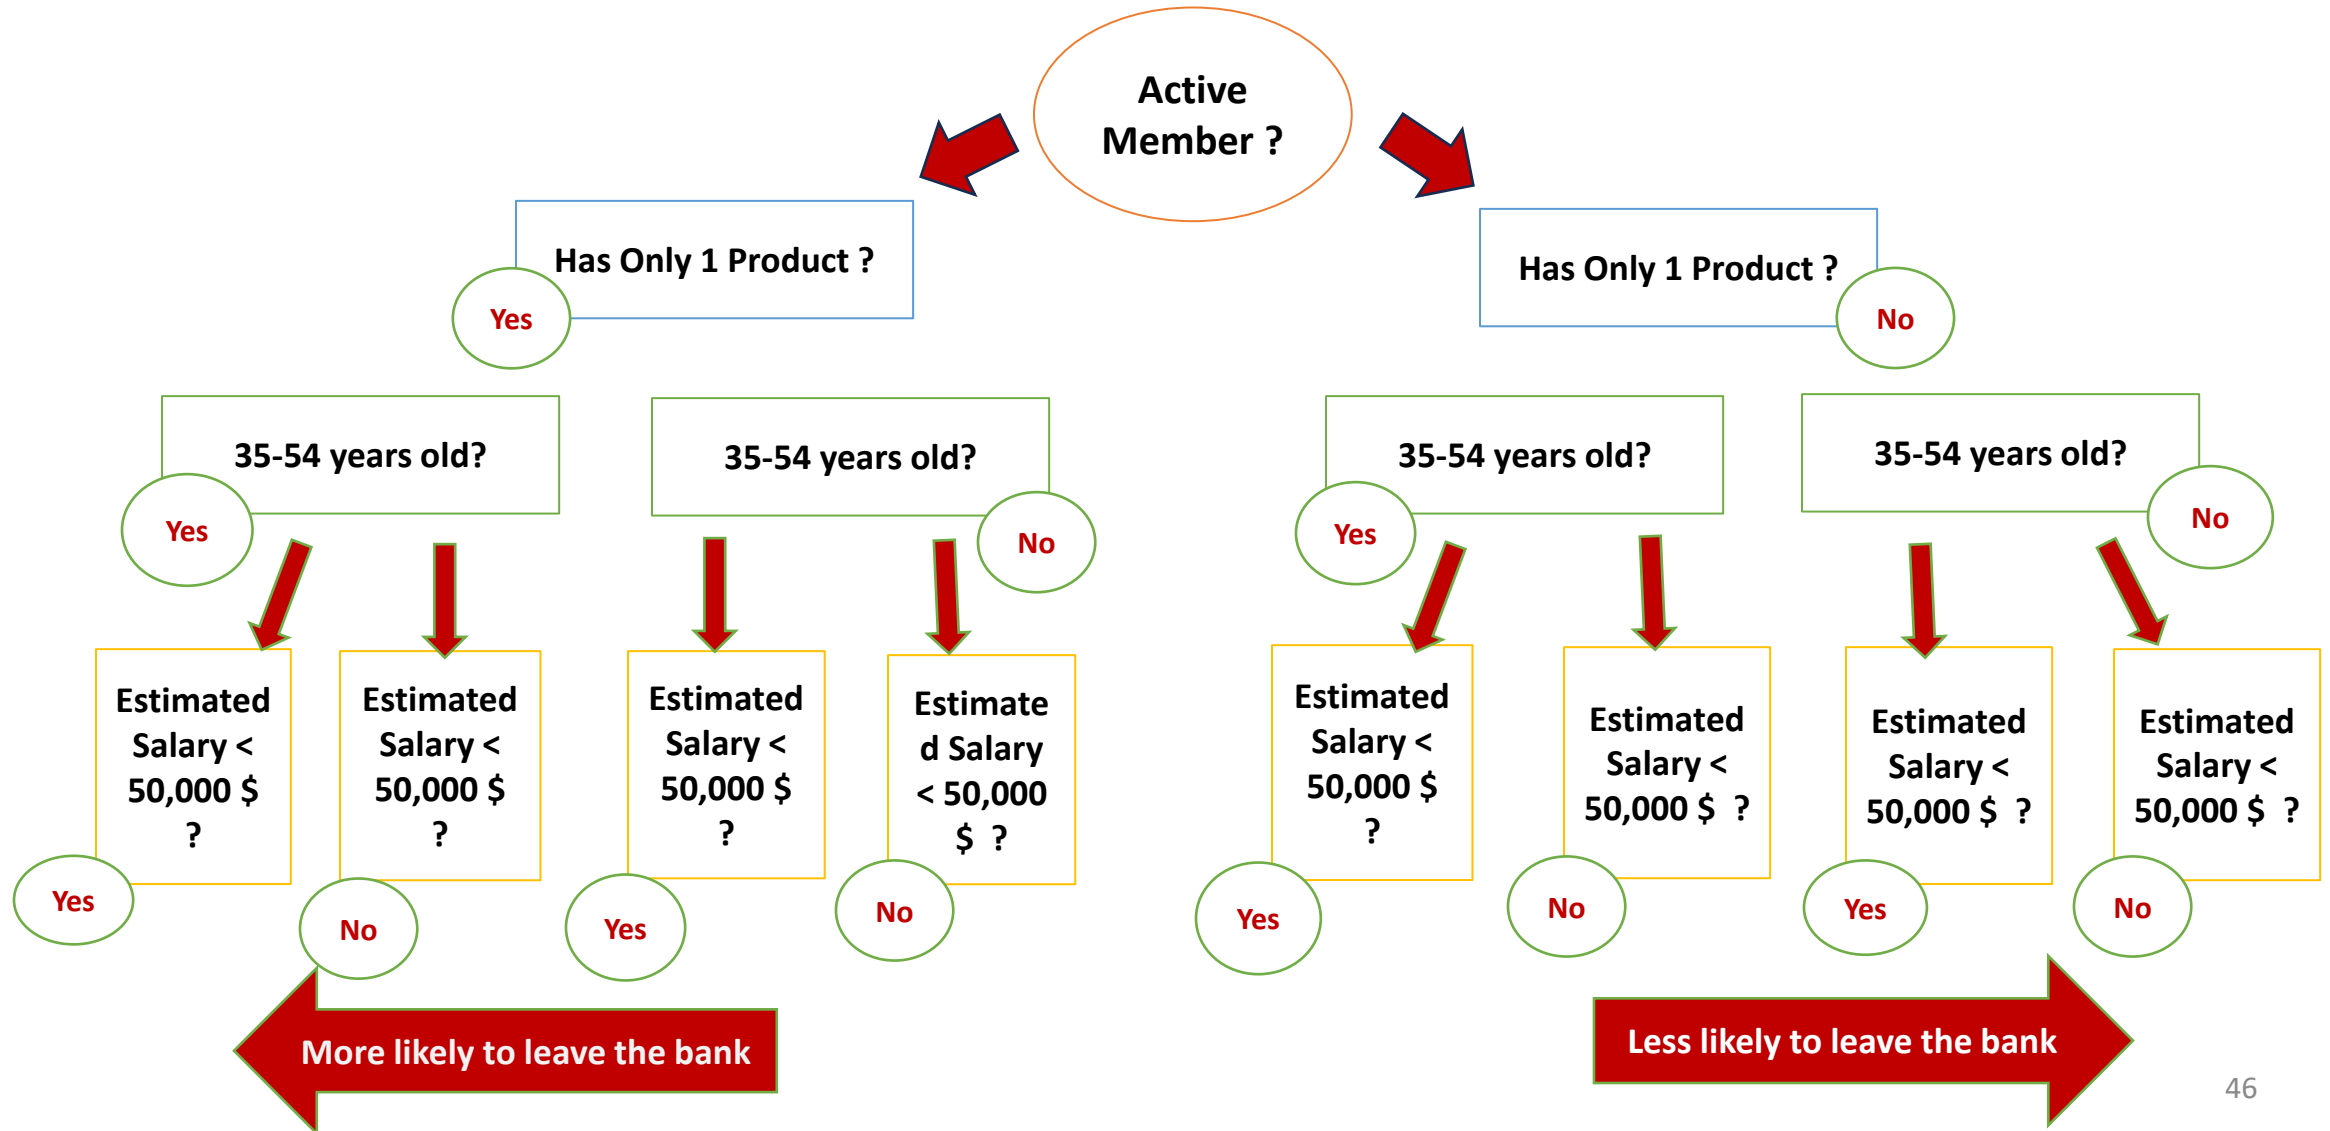 Active
Member ?
Has Only 1 Product ?
Yes
Has Only 1 Product ?
No
35-54 years old?
Yes
35-54 years old?
No
35-54 years old?
Yes
35-54 years old?
No
Estimated
Salary <
50,000 $
?
Yes
Estimated
Salary <
50,000 $
?
No
Estimated
Salary <
50,000 $
?
Yes
Estimate
d Salary
< 50,000
$ ?
No
Estimated
Salary <
50,000 $
?
Yes
Estimated
Salary <
50,000 $ ?
No
Estimated
Salary <
50,000 $ ?
Yes
Estimated
Salary <
50,000 $ ?
No
More likely to leave the bank
Less likely to leave the bank
46